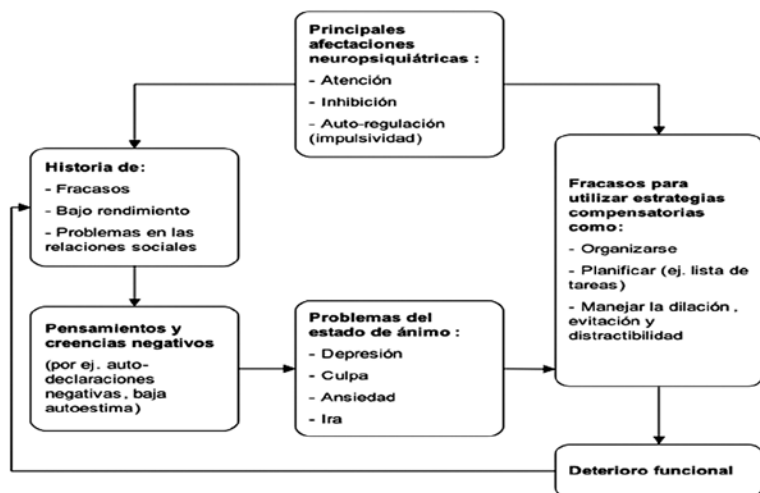 Principales
afectaciones
neuropsiquiátricas :
- Atención
- Inhibición
- Auto-regulación
(impulsividad)
Historia de:
- Fracasos
- Bajo rendimiento
- Problemas en las
relaciones sociales
Fracasos para
utilizar estrategias
compensatorias
como:
- Organizarse
- Planificar (ej. lista de
tareas)
- Manejar la dilación ,
evitación y
distractibilidad
Pensamientos y
creencias negativos
(por ej. auto-
declaraciones
negativas, baja
autoestima)
Problemas del
estado de ánimo :
- Depresión
- Culpa
- Ansiedad
- Ira
Deterioro funcional